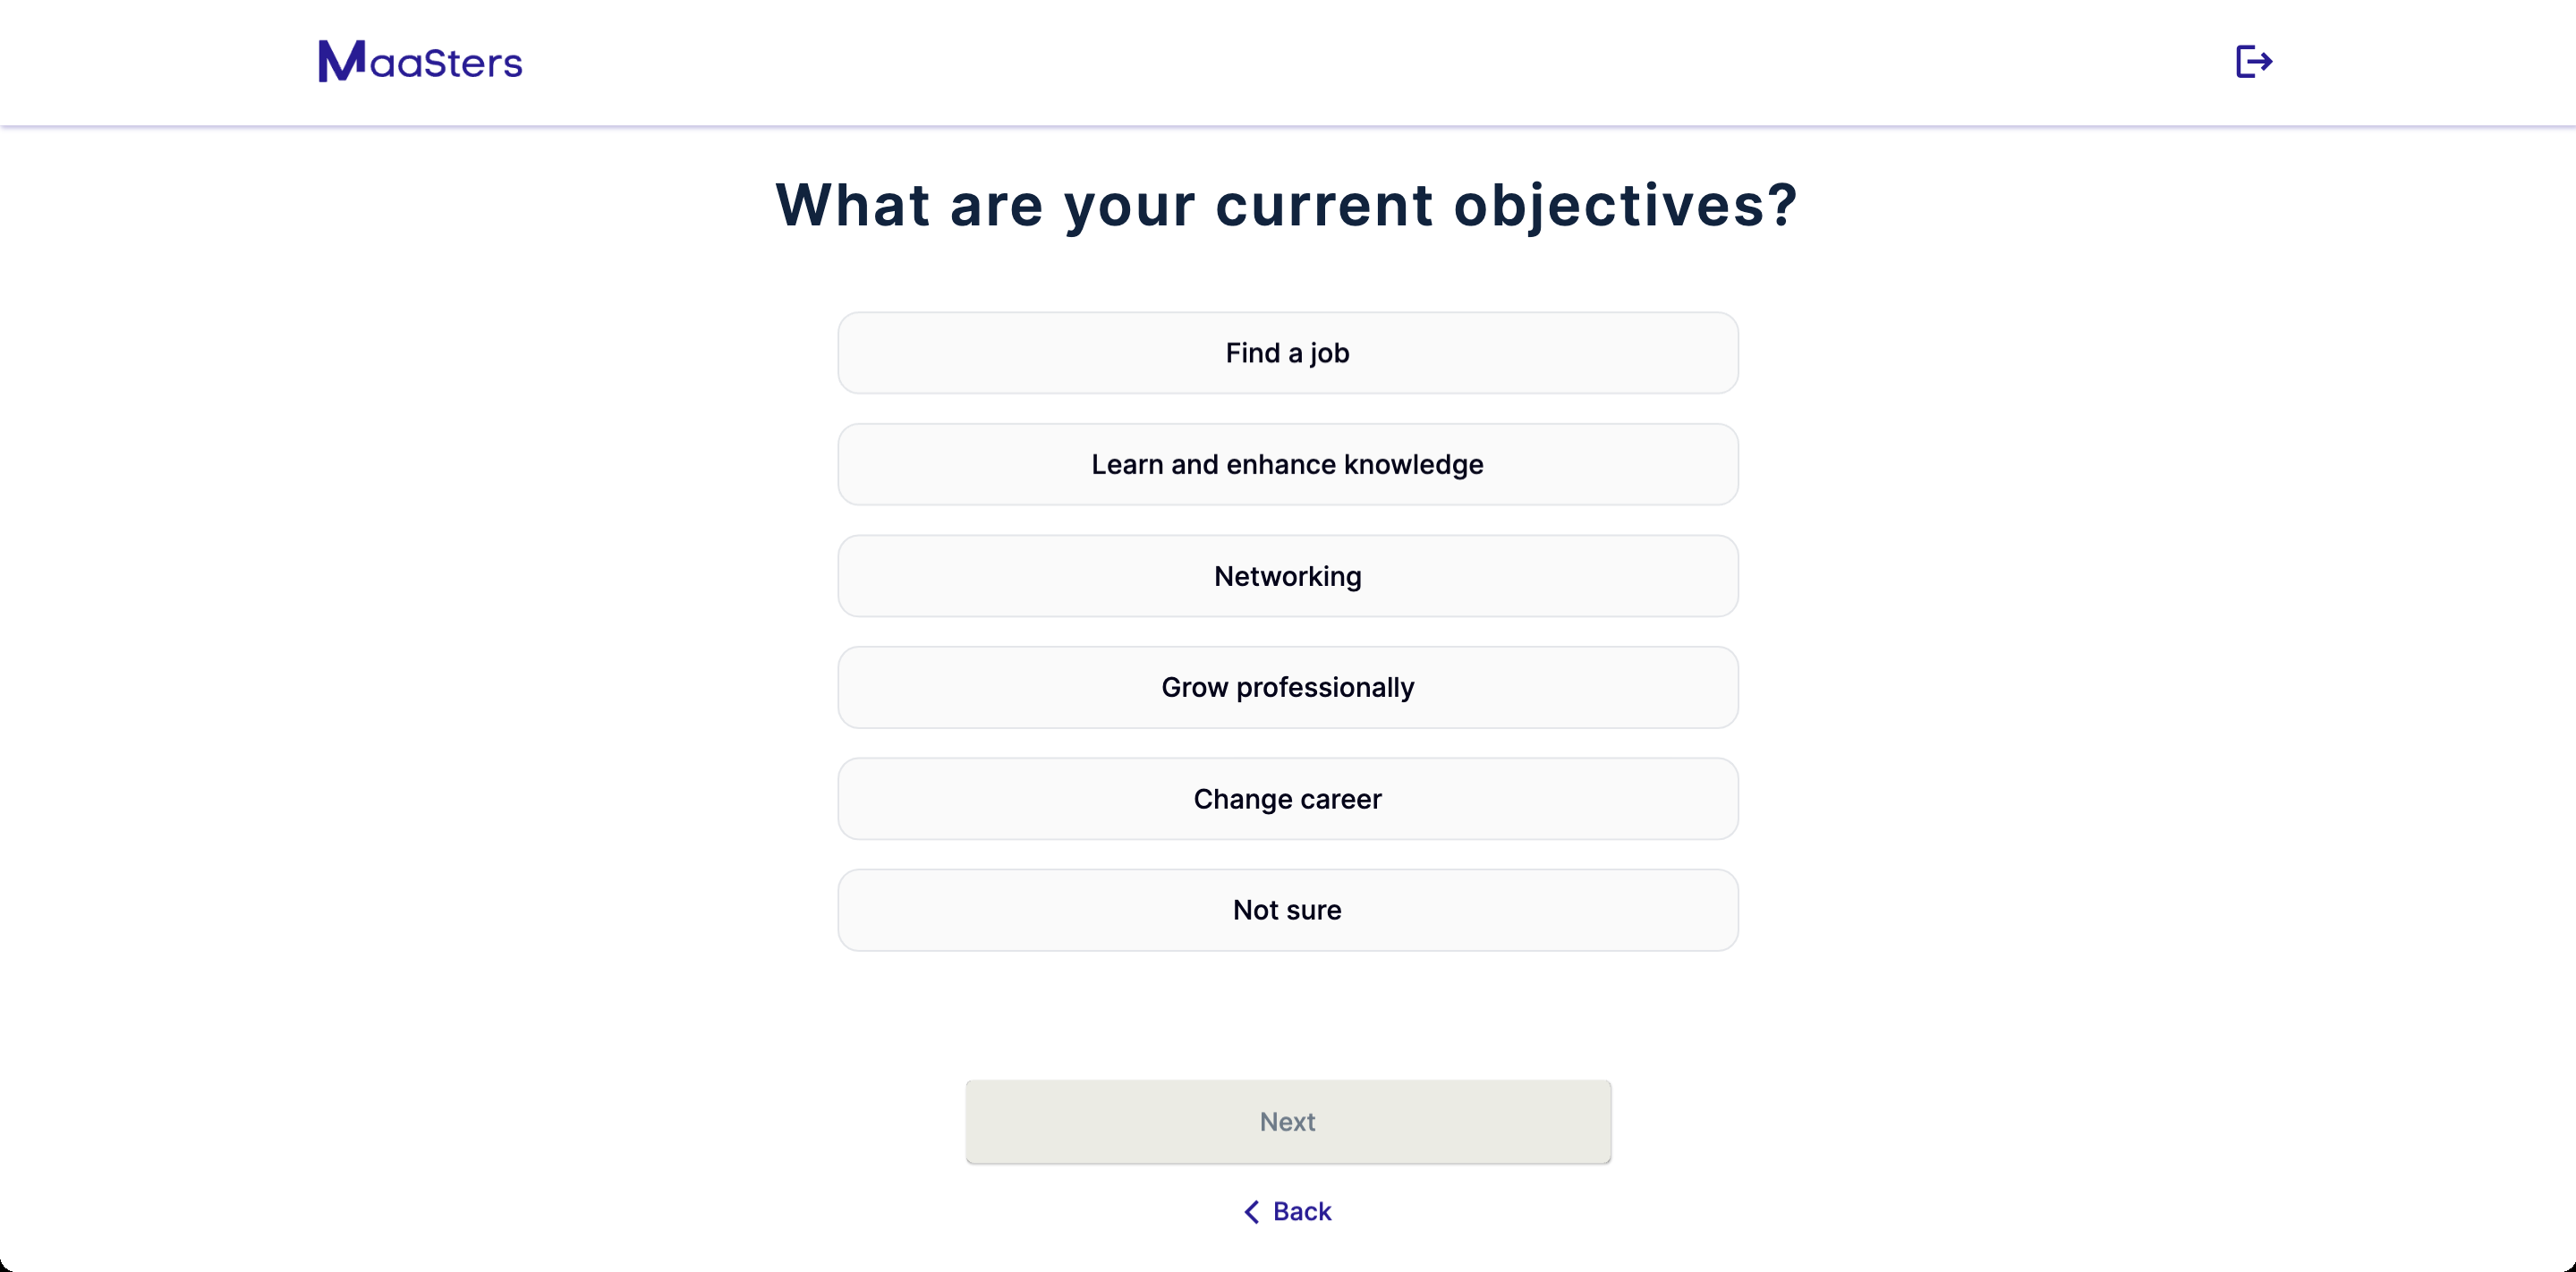 MaaSters
What are your current objectives?
Find a job
Learn and enhance knowledge
Networking
Grow professionally
Change career
Not sure
Next
Back